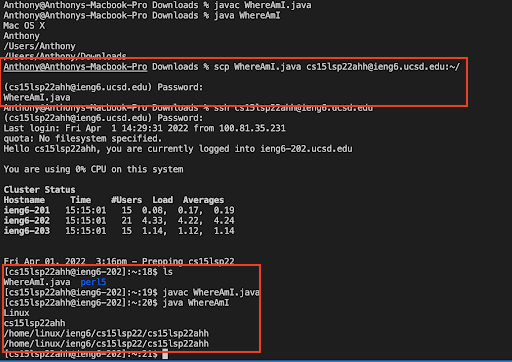 Anthony@Anthonys-Macbook-Pro Downloads % javac WhereAmI.java
Anthony@Anthonys-Macbook-Pro Downloads % java WhereAmI
Mac OS X
Anthony
/Users/Anthony
/Users/Anthony/Downloads
Anthony@Anthonys-Macbook-Pro Downloads % scp WhereAmI.java cs15lsp22ahh@ieng6.ucsd.edu:~/
(cs15lsp22ahh@ieng6.ucsd.edu) Password:
WhereAmI.java
Anthony@Anthonys-Macbook-Pro Downloads % ssh cs15lsp22ahh@ieng6.ucsd.edu
(cs15lsp22ahh@ieng6.ucsd.edu) Password:
Last login: Fri Apr  1 14:29:31 2022 from 100.81.35.231
quota: No filesystem specified.
Hello cs15lsp22ahh, you are currently logged into ieng6-202.ucsd.edu
You are using 0% CPU on this system
Cluster Status
Hostname     Time    #Users  Load  Averages
ieng6-201   15:15:01   15  0.08,  0.17,  0.19
ieng6-202   15:15:01   21  4.33,  4.22,  4.24
ieng6-203   15:15:01   15  1.14,  1.12,  1.14
Fri Apr 01, 2022  3:16pm - Prepping cs15lsp22
[cs15lsp22ahh@ieng6-202]:~:18$ ls
WhereAmI.java  perl5
[cs15lsp22ahh@ieng6-202]:~:19$ javac WhereAmI.java
[cs15lsp22ahh@ieng6-202]:~:20$ java WhereAmI
Linux
cs15lsp22ahh
/home/linux/ieng6/cs15lsp22/cs15lsp22ahh
/home/linux/ieng6/cs15lsp22/cs15lsp22ahh
[cs15lsp22ahh@ieng6-202]:~:21$